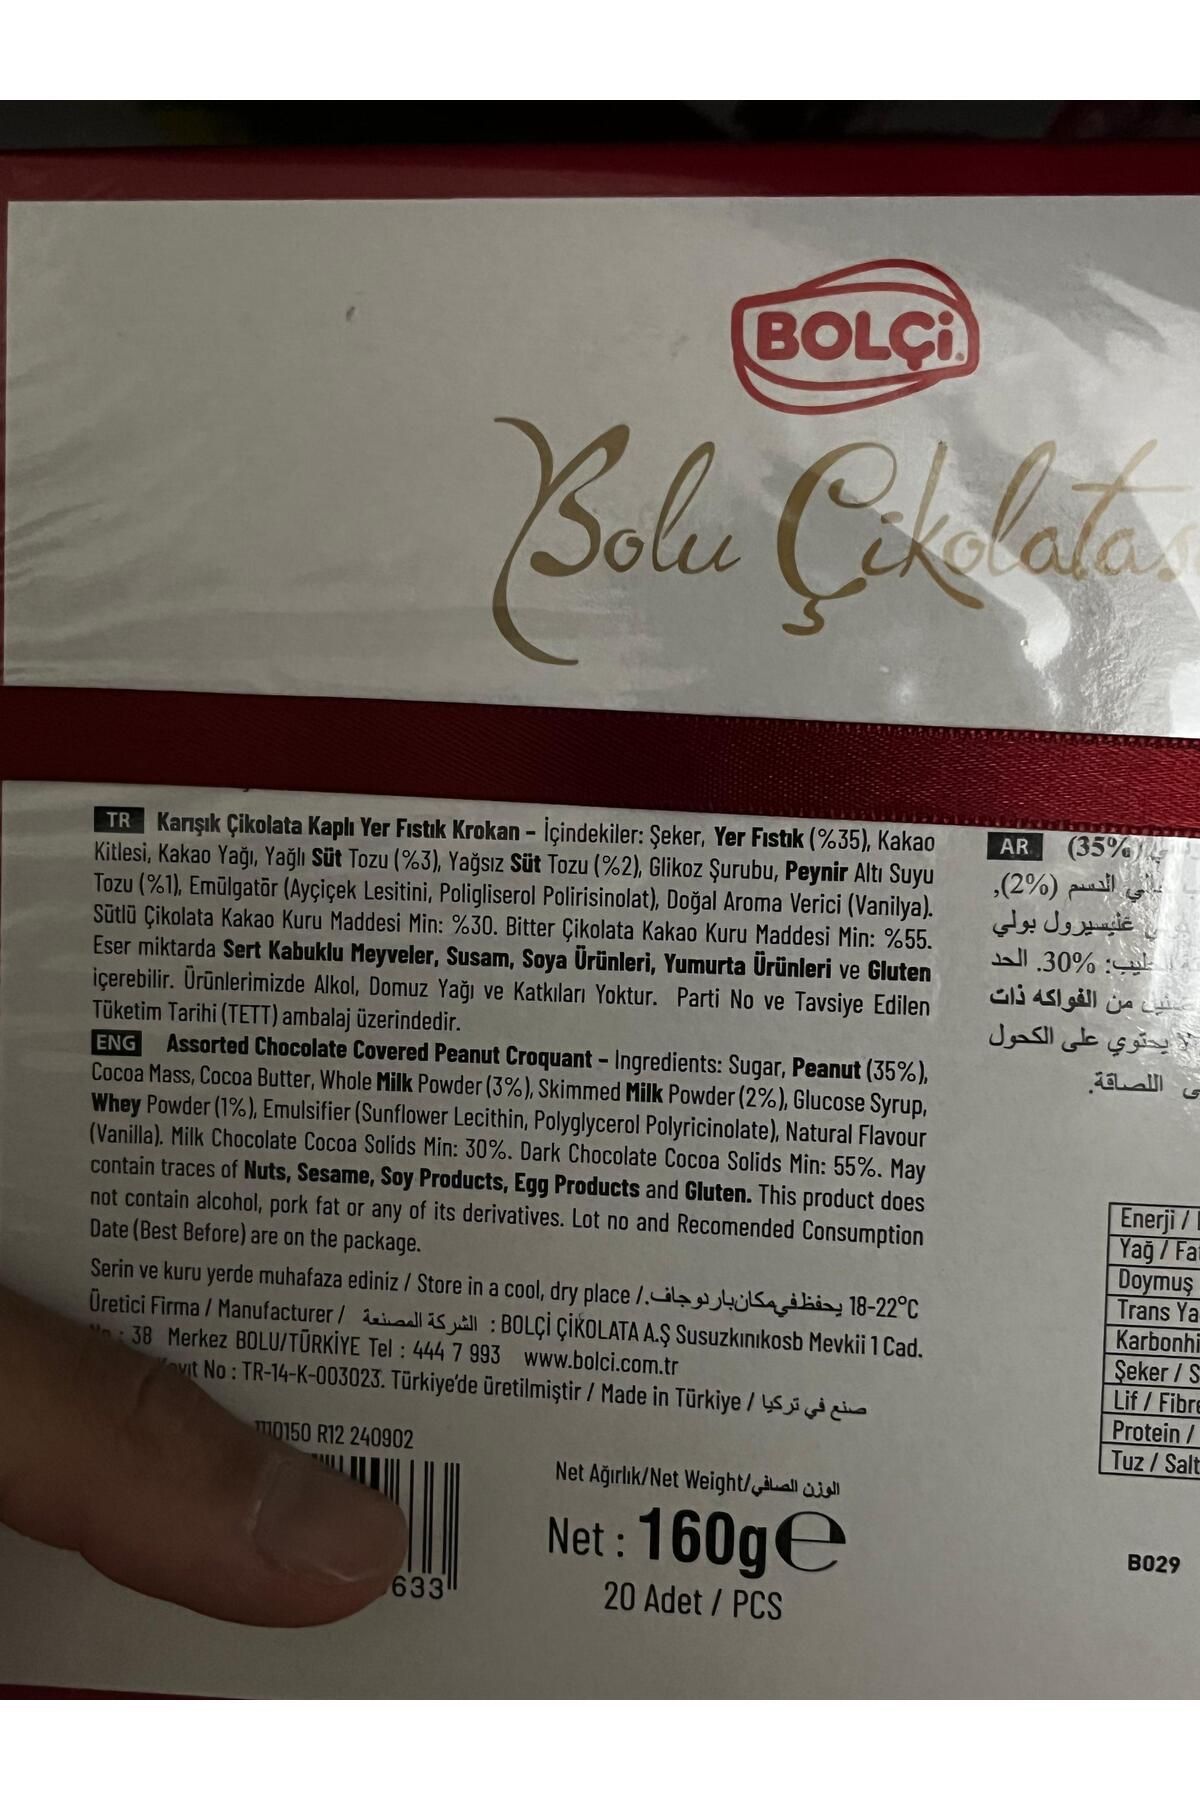 BOLÇi
Bolu Çikolatas
TR Karışık Çikolata Kaplı Yer Fıstık Krokan – İçindekiler: Şeker, Yer Fıstık (%35), Kakao
Kitlesi, Kakao Yağı, Yağlı Süt Tozu (%3), Yağsız Süt Tozu (%2), Glikoz Şurubu, Peynir Altı Suyu
Tozu (%1), Emülgatör (Ayçiçek Lesitini, Poligliserol Polirisinolat), Doğal Aroma Verici (Vanilya).
Sütlü Çikolata Kakao Kuru Maddesi Min: %30. Bitter Çikolata Kakao Kuru Maddesi Min: %55.
Eser miktarda Sert Kabuklu Meyveler, Susam, Soya Ürünleri, Yumurta Ürünleri ve Gluten
içerebilir. Ürünlerimizde Alkol, Domuz Yağı ve Katkıları Yoktur. Parti No ve Tavsiye Edilen
Tüketim Tarihi (TETT) ambalaj üzerindedir.
ENG Assorted Chocolate Covered Peanut Croquant – Ingredients: Sugar, Peanut (35%),
Cocoa Mass, Cocoa Butter, Whole Milk Powder (3%), Skimmed Milk Powder (2%), Glucose Syrup,
Whey Powder (1%), Emulsifier (Sunflower Lecithin, Polyglycerol Polyricinolate), Natural Flavour
(Vanilla). Milk Chocolate Cocoa Solids Min: 30%. Dark Chocolate Cocoa Solids Min: 55%. May
contain traces of Nuts, Sesame, Soy Products, Egg Products and Gluten. This product does
not contain alcohol, pork fat or any of its derivatives. Lot no and Recomended Consumption
Date (Best Before) are on the package.
Serin ve kuru yerde muhafaza ediniz / Store in a cool, dry place /.يحفظ في مكان بارد وجاف 18-22°C
Üretici Firma / Manufacturer / الشركة المصنعة : BOLÇİ ÇİKOLATA A.Ş Susuzkınıkosb Mevkii 1 Cad.
: 38 Merkez BOLU/TÜRKİYE Tel : 444 7 993 www.bolci.com.tr
No : TR-14-K-003023. Türkiye'de üretilmiştir / Made in Türkiye / صنع في تركيا
R12 240902
633
Net Ağırlık/Net Weight/الوزن الصافي
Net : 160g e
20 Adet / PCS
AR (35%)
الدسم (2%),
غليسيرول بولي
30%. الحد
من الفواكه ذات
يحتوي على الكحول
اللصاقة.
Enerji /
Yağ / Fa
Doymuş
Trans Ya
Karbonhi
Şeker / S
Lif / Fibre
Protein /
Tuz / Salt
B029